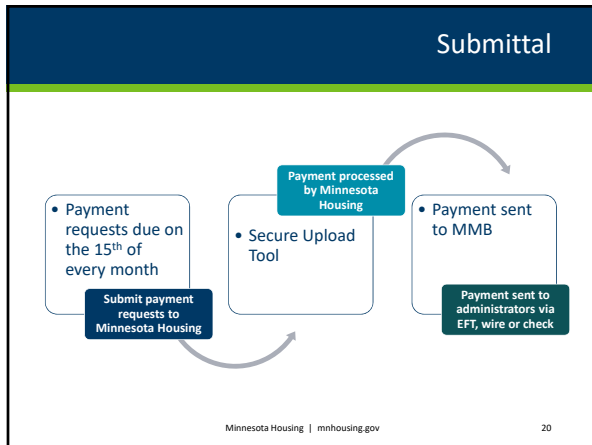 Submittal
• Payment
requests due on
the 15th of
every month
Submit payment
requests to
Minnesota Housing
Payment processed
by Minnesota
Housing
• Secure Upload
Tool
• Payment sent
to MMB
Payment sent to
administrators via
EFT, wire or check
Minnesota Housing | mnhousing.gov
20